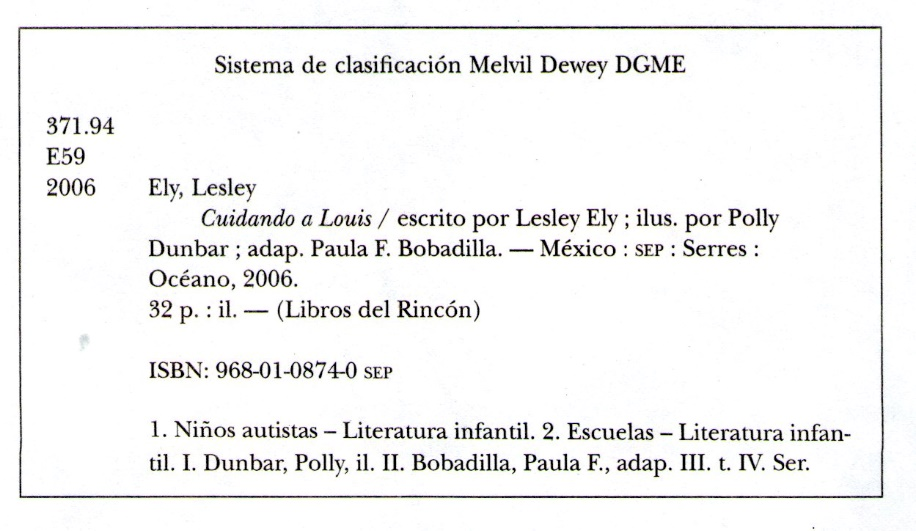 Sistema de clasificación Melvil Dewey DGME
371.94
E59
2006 Ely, Lesley
Cuidando a Louis / escrito por Lesley Ely ; ilus. por Polly
Dunbar ; adap. Paula F. Bobadilla. — México : SEP : Serres :
Océano, 2006.
32 p. : il. — (Libros del Rincón)
ISBN: 968-01-0874-0 SEP
1. Niños autistas – Literatura infantil. 2. Escuelas – Literatura infan-
til. I. Dunbar, Polly, il. II. Bobadilla, Paula F., adap. III. t. IV. Ser.